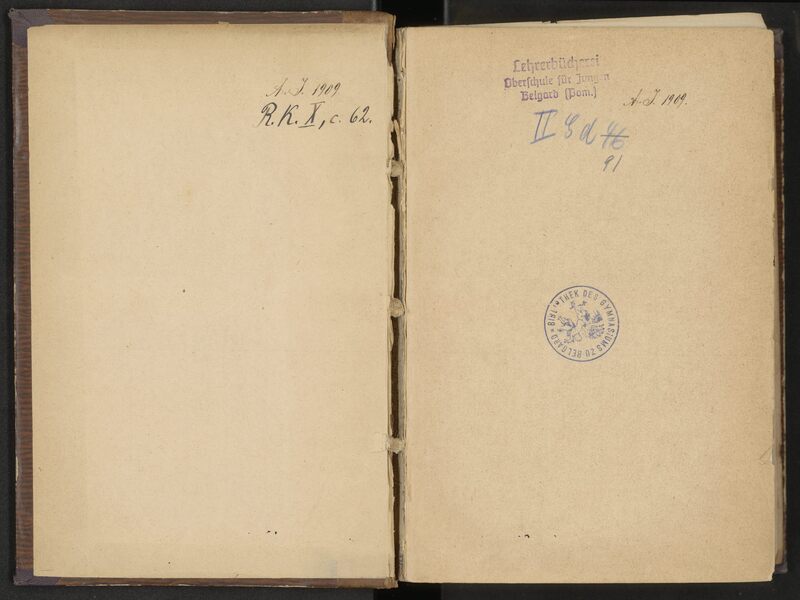 A.J. 1909
R.K. X, c. 62.
Lehrerbücherei
Oberschule für Jungen
Belgard (Pom.)
A.J. 1909.
II G d 46
91
BIBLIOTHEK DES GYMNASIUMS ZU BELGARD